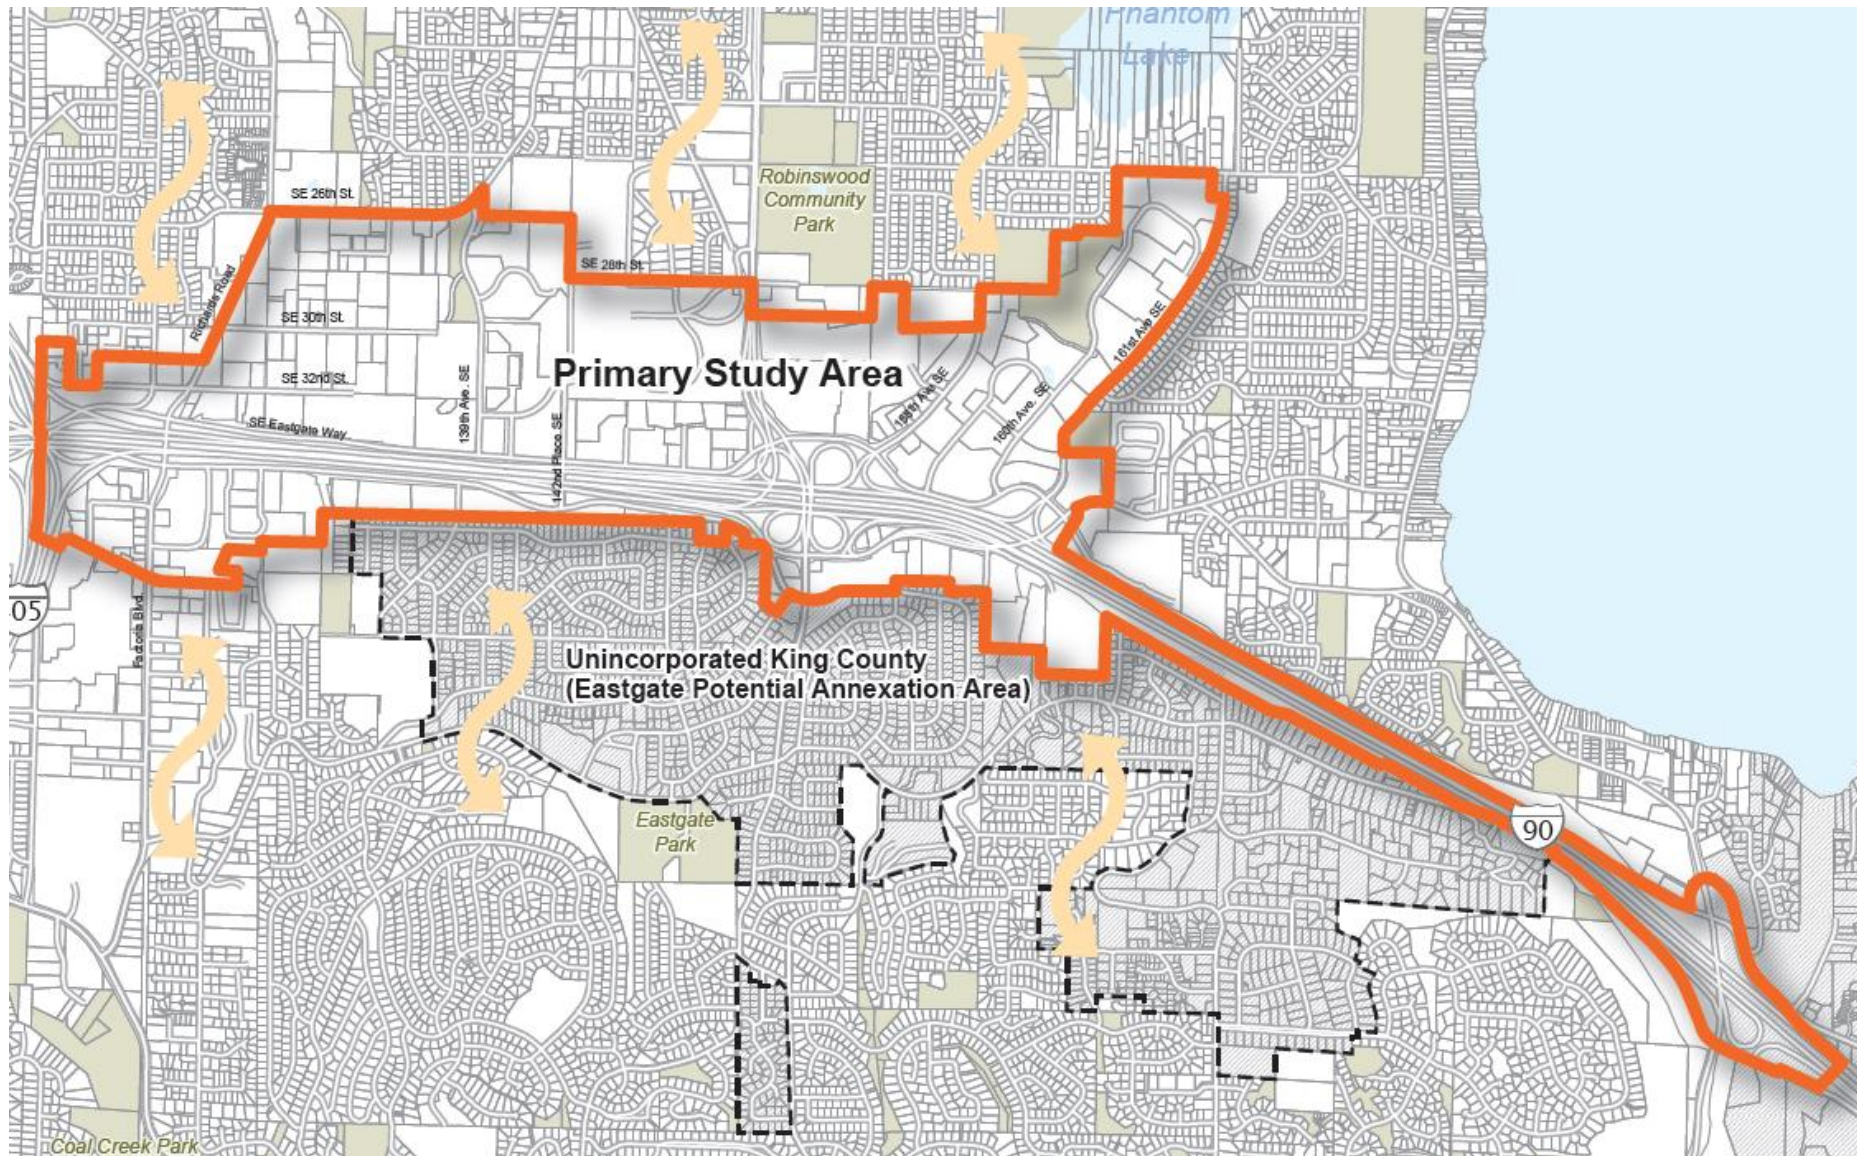 Phantom
Lake
Robinswood
Community
Park
SE 26th St.
SE 28th St.
Richards Road
SE 30th St.
161st Ave SE
Primary Study Area
SE 32nd St.
139th Ave. SE
156th Ave SE
160th Ave. SE
SE Eastgate Way
142nd Place SE
05
Factoria Blvd.
Unincorporated King County
(Eastgate Potential Annexation Area)
Eastgate
Park
90
Coal Creek Park